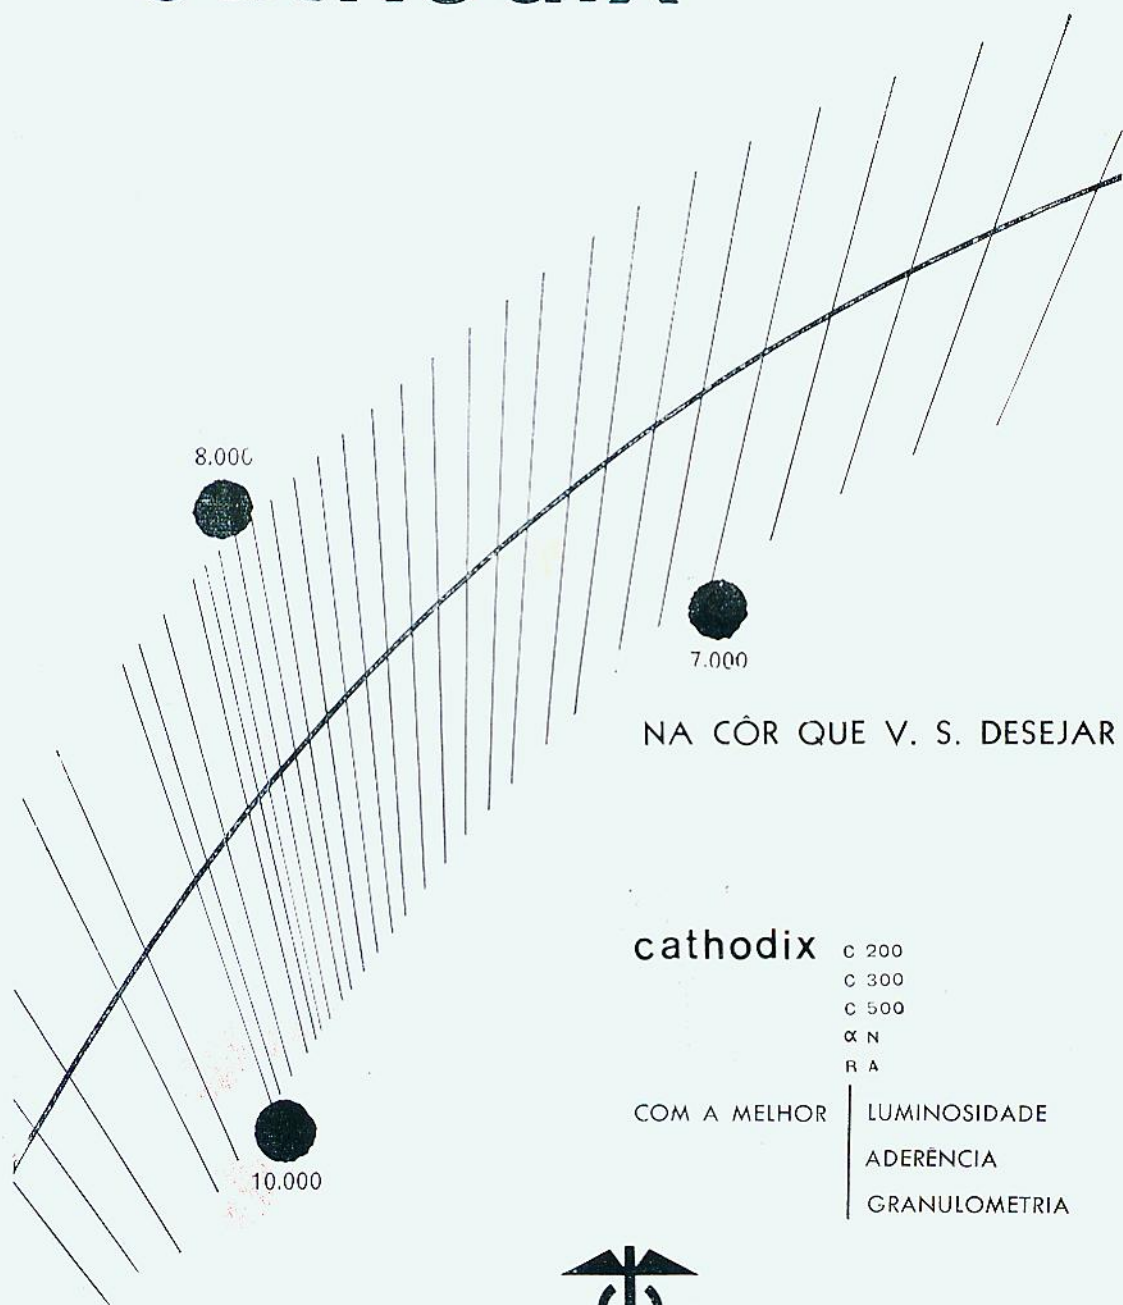 cathodix
8.000
7.000
NA CÔR QUE V. S. DESEJAR
cathodix C 200
C 300
C 500
α N
R A
COM A MELHOR LUMINOSIDADE
ADERÊNCIA
GRANULOMETRIA
10.000